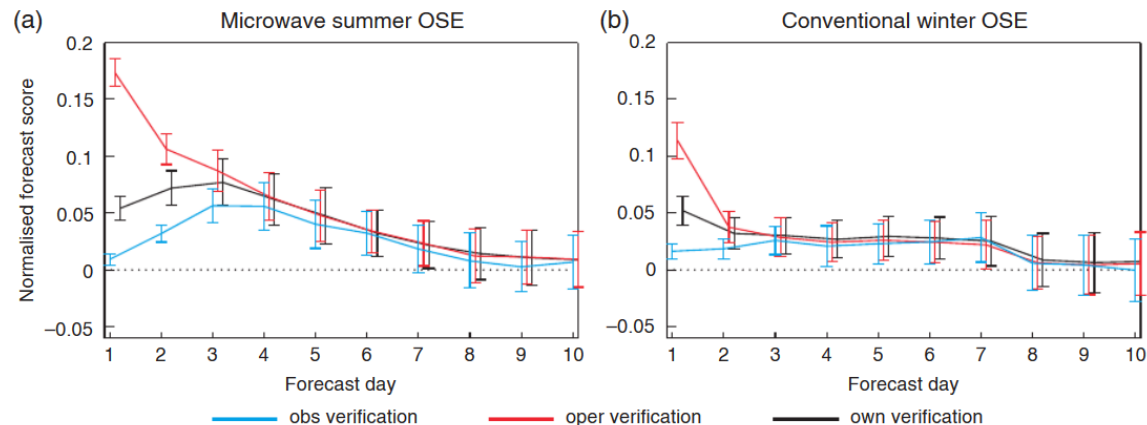 (a) Microwave summer OSE
0.2
0.15
0.1
0.05
0
−0.05
Normalised forecast score
1 2 3 4 5 6 7 8 9 10
Forecast day
(b) Conventional winter OSE
0.2
0.15
0.1
0.05
0
−0.05
1 2 3 4 5 6 7 8 9 10
Forecast day
obs verification oper verification own verification